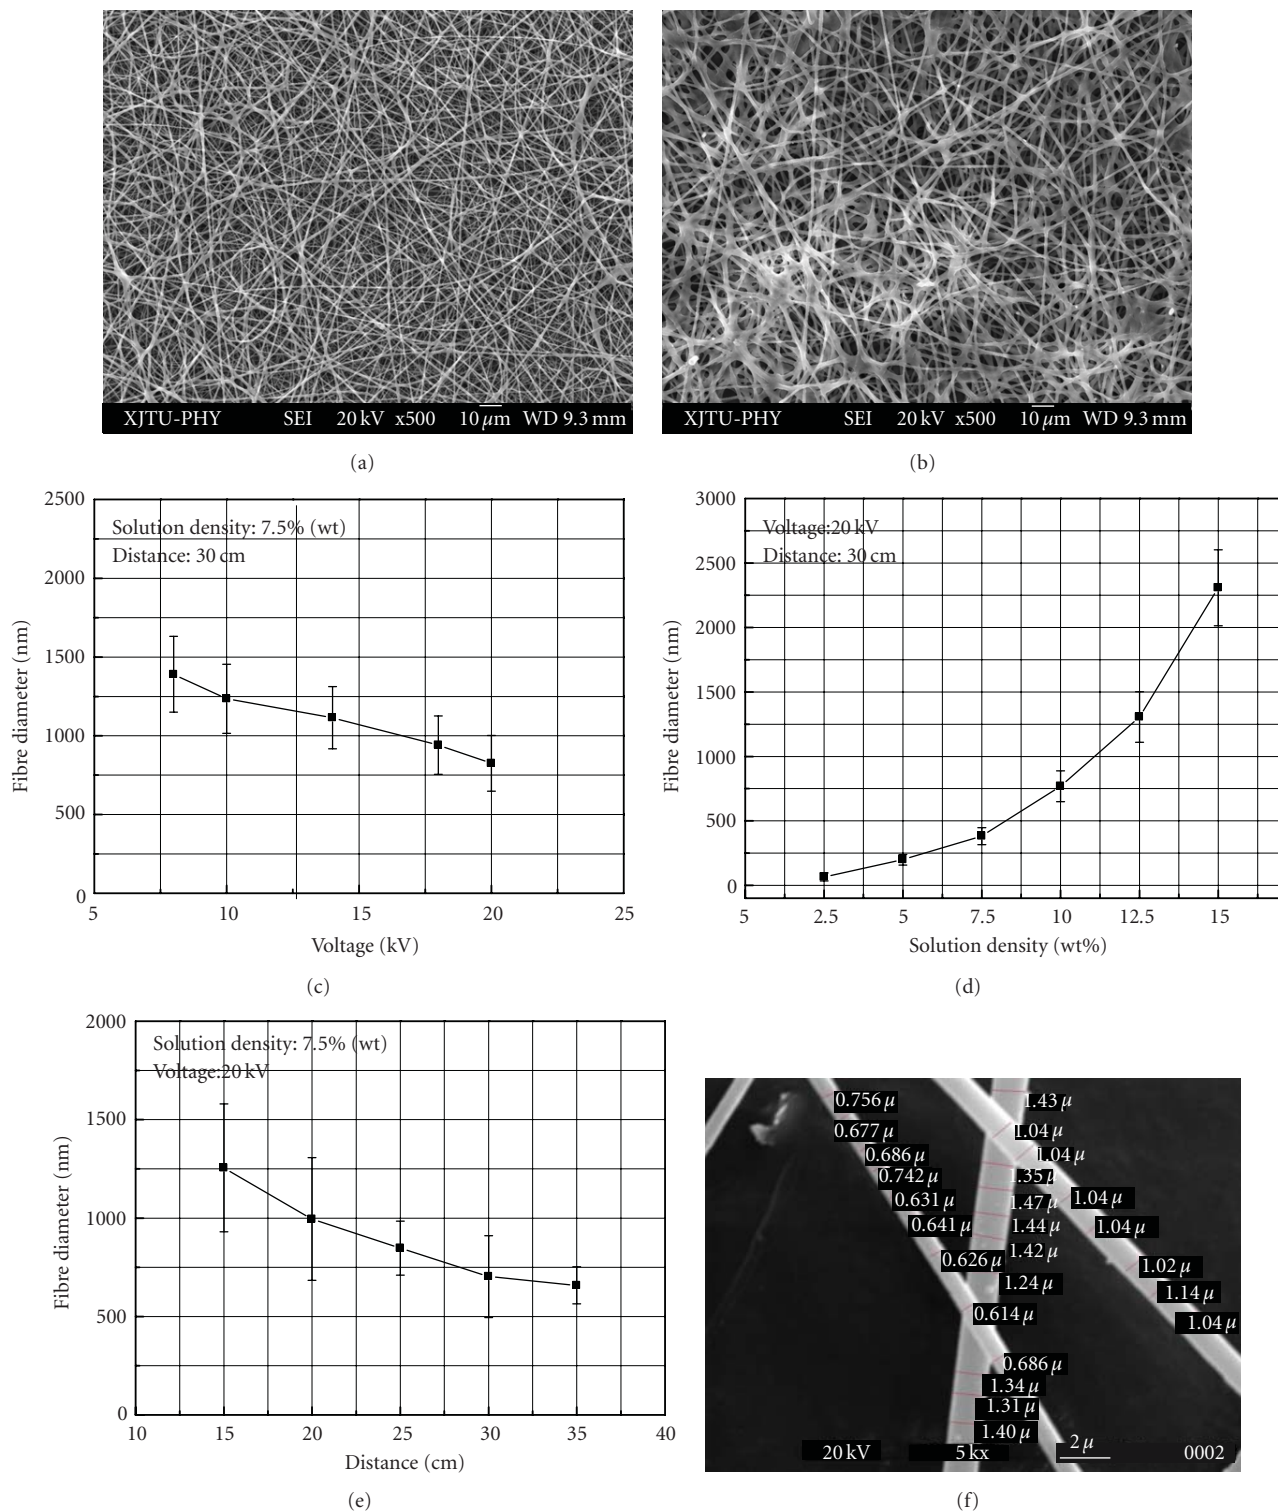 XJTU-PHY SEI 20 kV x500 10 µm WD 9.3 mm
(a)
XJTU-PHY SEI 20 kV x500 10 µm WD 9.3 mm
(b)
Solution density: 7.5% (wt)
Distance: 30 cm
2500
2000
1500
1000
500
0
Fibre diameter (nm)
5 10 15 20 25
Voltage (kV)
(c)
Voltage:20 kV
Distance: 30 cm
3000
2500
2000
1500
1000
500
0
Fibre diameter (nm)
5 2.5 5 7.5 10 12.5 15
Solution density (wt%)
(d)
Solution density: 7.5% (wt)
Voltage:20 kV
2000
1500
1000
500
0
Fibre diameter (nm)
10 15 20 25 30 35 40
Distance (cm)
(e)
0.756 µ
1.43 µ
0.677 µ
1.04 µ
0.686 µ
1.04 µ
0.742 µ
1.35 µ
0.631 µ
1.47 µ
1.04 µ
0.641 µ
1.44 µ
1.04 µ
0.626 µ
1.42 µ
1.02 µ
1.24 µ
1.14 µ
0.614 µ
1.04 µ
0.686 µ
1.34 µ
1.31 µ
1.40 µ
20 kV 5 kx 2 µ 0002
(f)